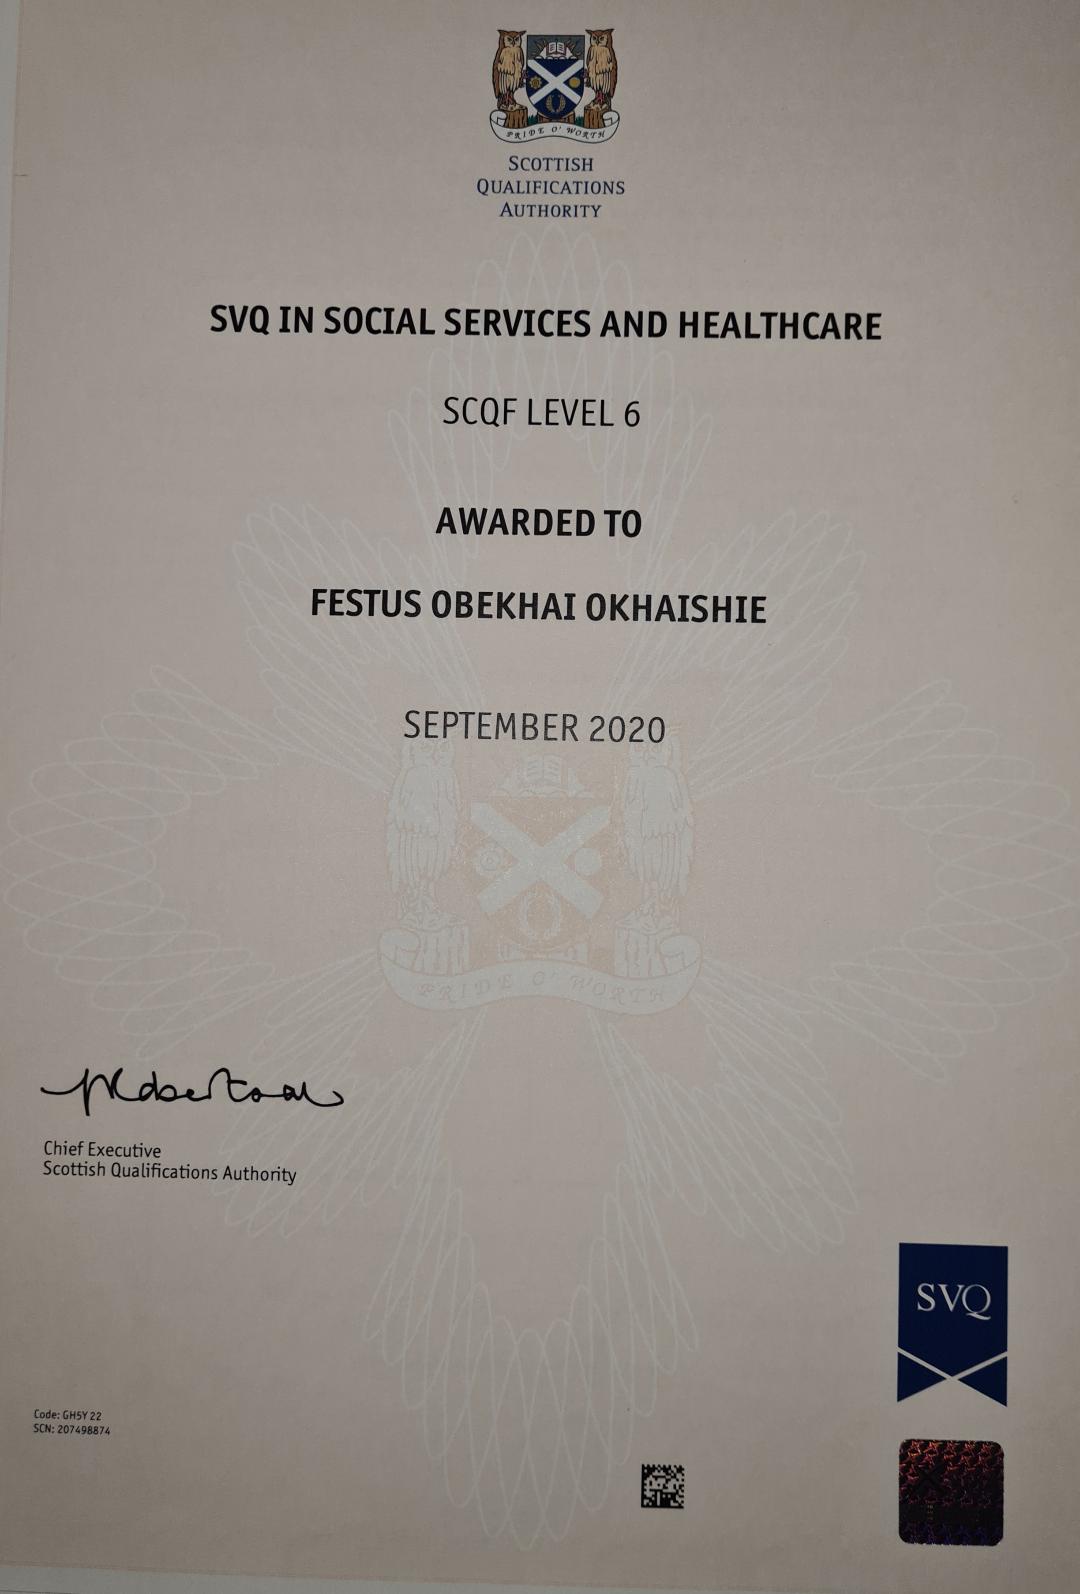 PRIDE O' WORTH
SCOTTISH
QUALIFICATIONS
AUTHORITY
SVQ IN SOCIAL SERVICES AND HEALTHCARE
SCQF LEVEL 6
AWARDED TO
FESTUS OBEKHAI OKHAISHIE
SEPTEMBER 2020
PRIDE O' WORTH
Chief Executive
Scottish Qualifications Authority
SVQ
Code: GH5Y 22
SCN: 207498874